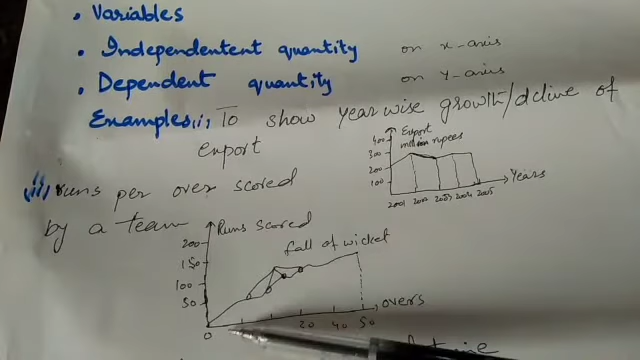 • Variables
• Independentent quantity on x-axis
• Dependent quantity on Y-axis
Examples (i), To show year wise growth/dcline of
export
400
300
200
100
Export
million rupees
Years
2001 2002 2003 2004 2005
(ii), runs per over scored
by a team
Runs scored
200
150
100
50
0
fall of wicket
20 40 50
overs